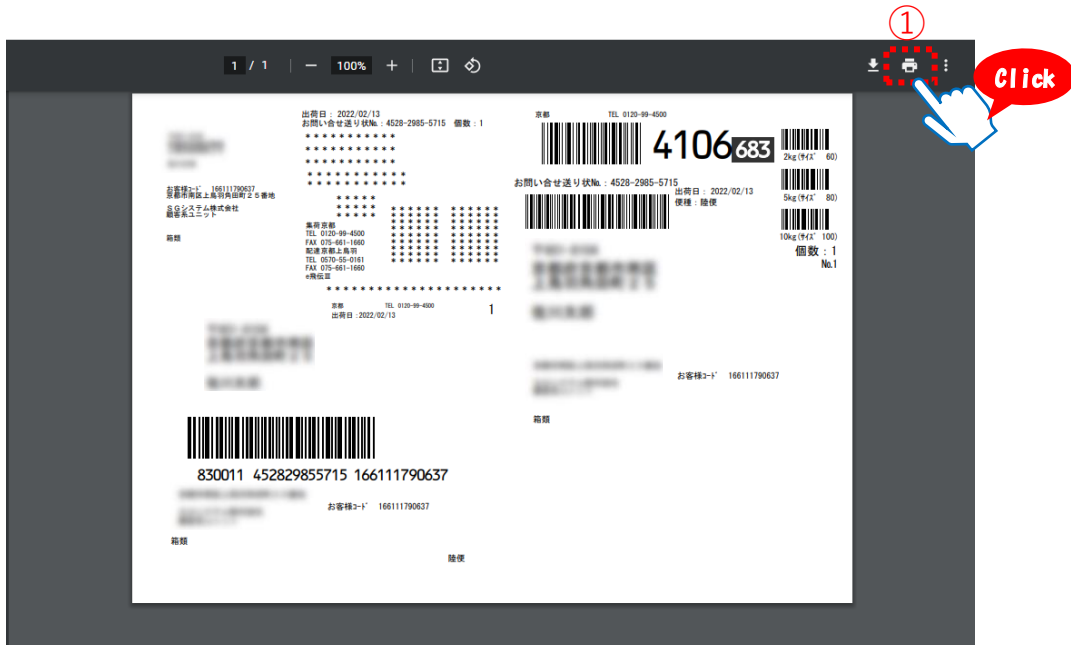 ①
1 / 1 | − 100% + |
Click
出荷日: 2022/02/13
お問い合せ送り状No.: 4528-2985-5715 個数: 1
***********
***********
***********
***********
***********
お客様コード 166111790637
京都市南区上鳥羽角田町25番地
SGシステム株式会社
顧客系ユニット
箱類
*****
*****
*****
集荷京都
TEL 0120-99-4500
FAX 075-661-1660
配達京都上鳥羽
TEL 0570-55-0161
FAX 075-661-1660
e飛伝Ⅲ
****** ******
****** ******
****** ******
****** ******
****** ******
****** ******
*********************
京都 TEL 0120-99-4500
出荷日:2022/02/13
1
830011 452829855715 166111790637
お客様コード 166111790637
箱類
陸便
京都 TEL 0120-99-4500
4106 683
2kg(サイズ 60)
お問い合せ送り状No.: 4528-2985-5715
出荷日: 2022/02/13
便種: 陸便
5kg(サイズ 80)
10kg(サイズ 100)
個数: 1
No.1
お客様コード 166111790637
箱類